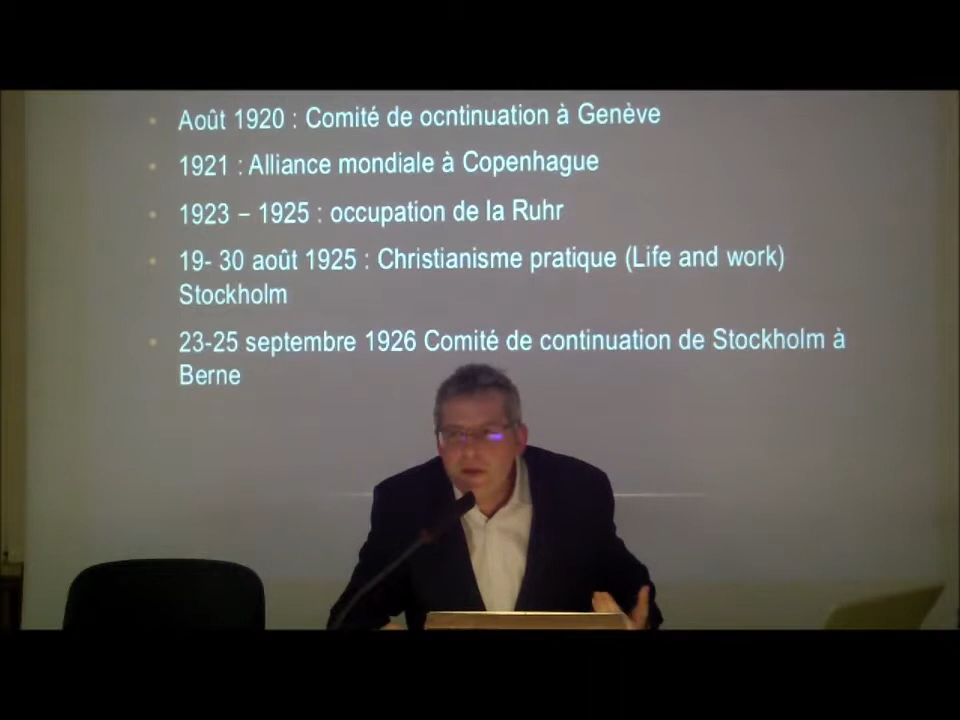 • Août 1920 : Comité de ocntinuation à Genève
• 1921 : Alliance mondiale à Copenhague
• 1923 – 1925 : occupation de la Ruhr
• 19- 30 août 1925 : Christianisme pratique (Life and work)
Stockholm
• 23-25 septembre 1926 Comité de continuation de Stockholm à
Berne